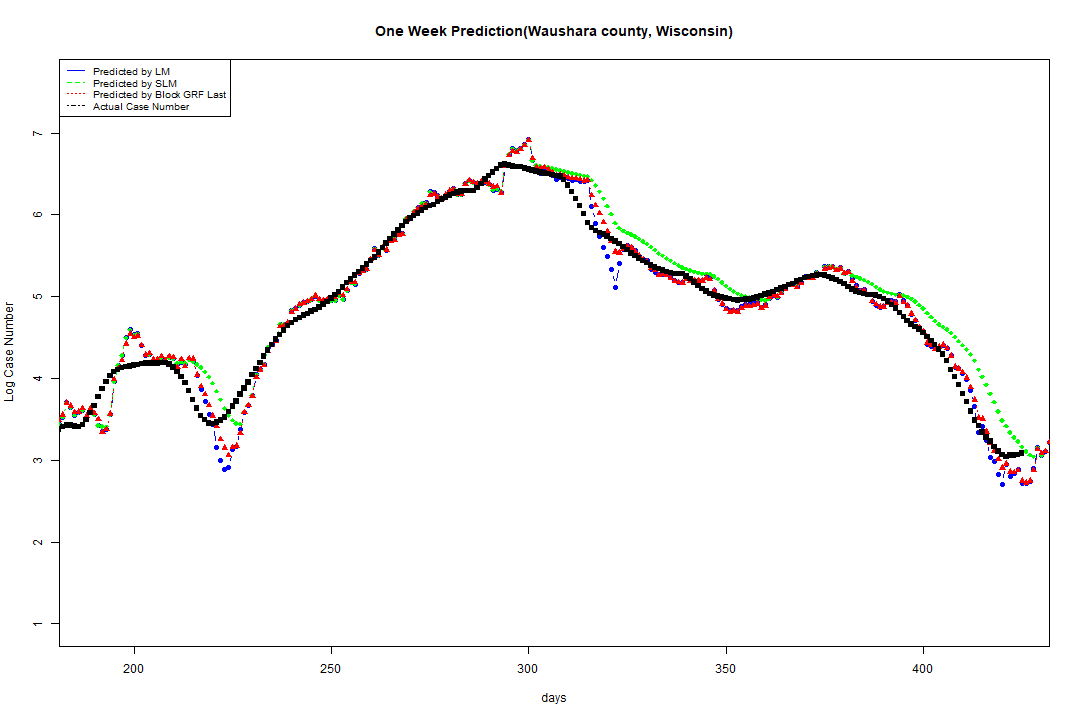 One Week Prediction(Waushara county, Wisconsin)
Predicted by LM
Predicted by SLM
Predicted by Block GRF Last
Actual Case Number
Log Case Number
7
6
5
4
3
2
1
200
250
300
350
400
days